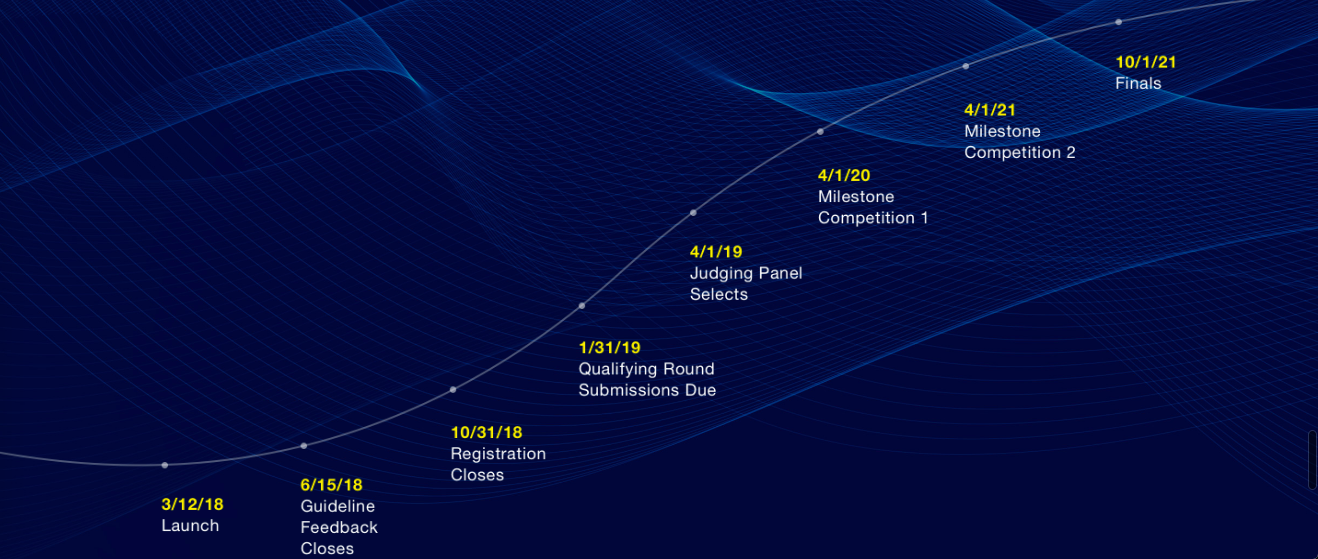 3/12/18
Launch
6/15/18
Guideline
Feedback
Closes
10/31/18
Registration
Closes
1/31/19
Qualifying Round
Submissions Due
4/1/19
Judging Panel
Selects
4/1/20
Milestone
Competition 1
4/1/21
Milestone
Competition 2
10/1/21
Finals